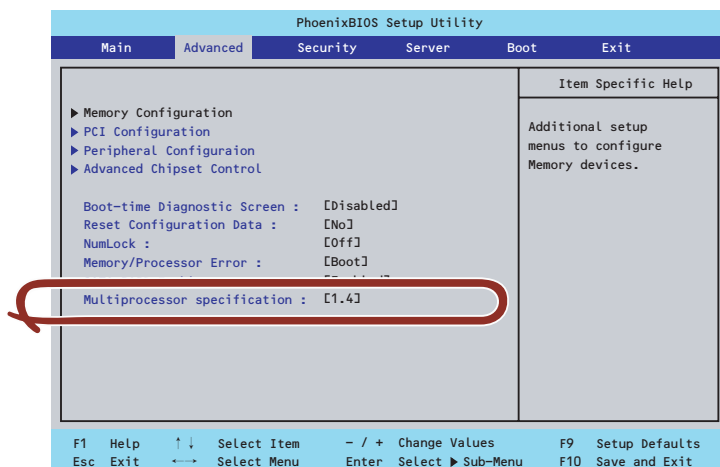 PhoenixBIOS Setup Utility
Main Advanced Security Server Boot Exit
Item Specific Help
▶ Memory Configuration
▶ PCI Configuration
▶ Peripheral Configuraion
▶ Advanced Chipset Control
Additional setup
menus to configure
Memory devices.
Boot-time Diagnostic Screen : [Disabled]
Reset Configuration Data : [No]
NumLock : [Off]
Memory/Processor Error : [Boot]
Multiprocessor specification : [1.4]
F1 Help ↑↓ Select Item - / + Change Values F9 Setup Defaults
Esc Exit ←→ Select Menu Enter Select ▶ Sub-Menu F10 Save and Exit